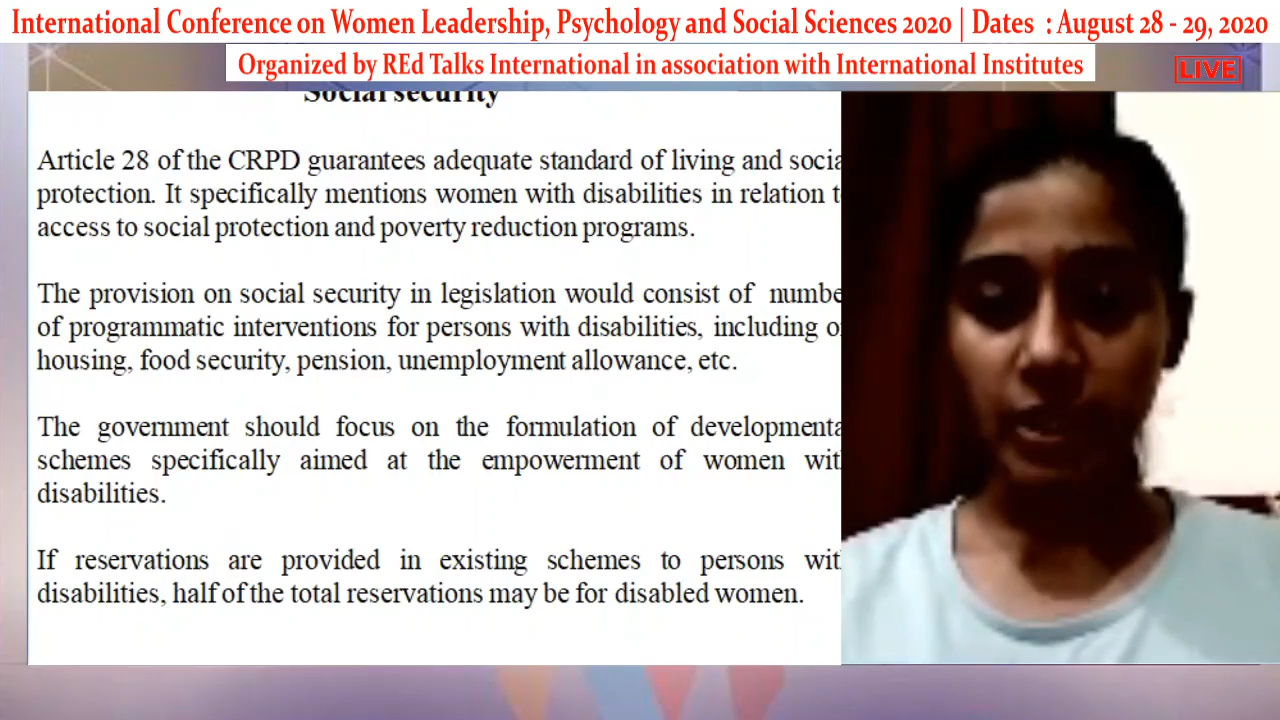 International Conference on Women Leadership, Psychology and Social Sciences 2020 | Dates : August 28 - 29, 2020
Organized by REd Talks International in association with International Institutes
LIVE
Social security
Article 28 of the CRPD guarantees adequate standard of living and socia
protection. It specifically mentions women with disabilities in relation t
access to social protection and poverty reduction programs.
The provision on social security in legislation would consist of numbe
of programmatic interventions for persons with disabilities, including o
housing, food security, pension, unemployment allowance, etc.
The government should focus on the formulation of developmenta
schemes specifically aimed at the empowerment of women wit
disabilities.
If reservations are provided in existing schemes to persons wit
disabilities, half of the total reservations may be for disabled women.